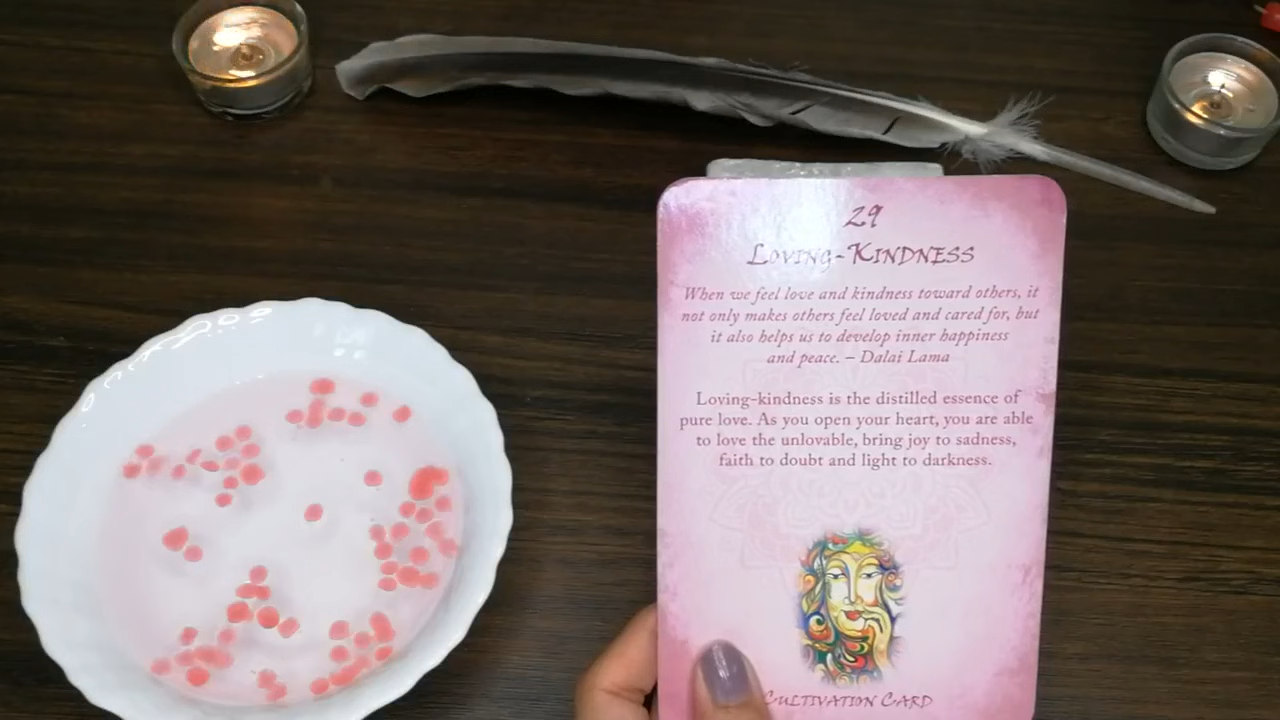 29
Loving-Kindness
When we feel love and kindness toward others, it
not only makes others feel loved and cared for, but
it also helps us to develop inner happiness
and peace. – Dalai Lama
Loving-kindness is the distilled essence of
pure love. As you open your heart, you are able
to love the unlovable, bring joy to sadness,
faith to doubt and light to darkness.
Cultivation Card